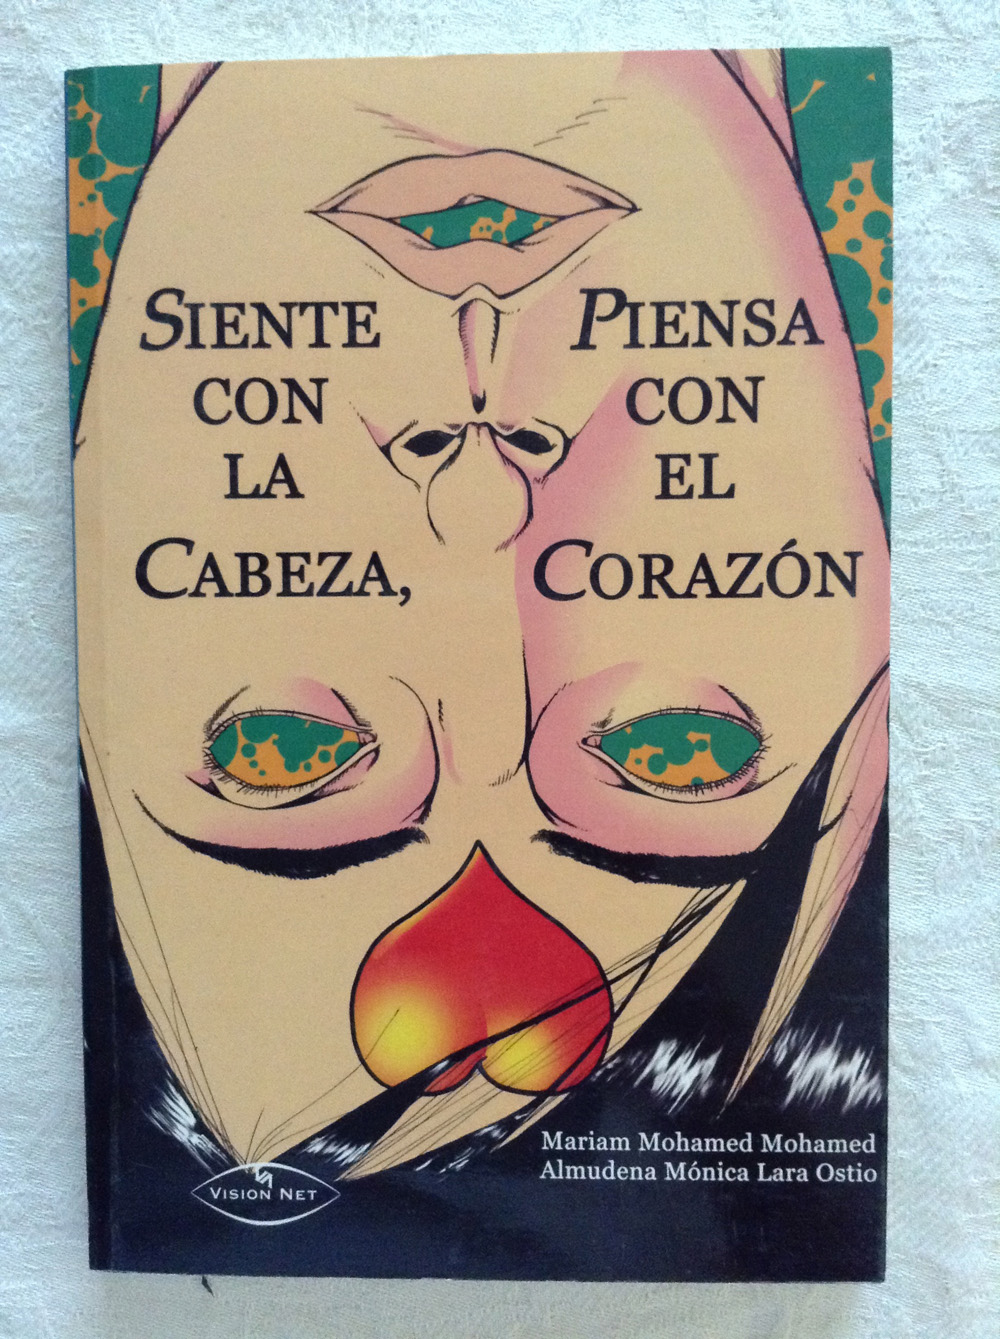 SIENTE
CON
LA
CABEZA,
PIENSA
CON
EL
CORAZÓN
Mariam Mohamed Mohamed
Almudena Mónica Lara Ostio
VISION NET